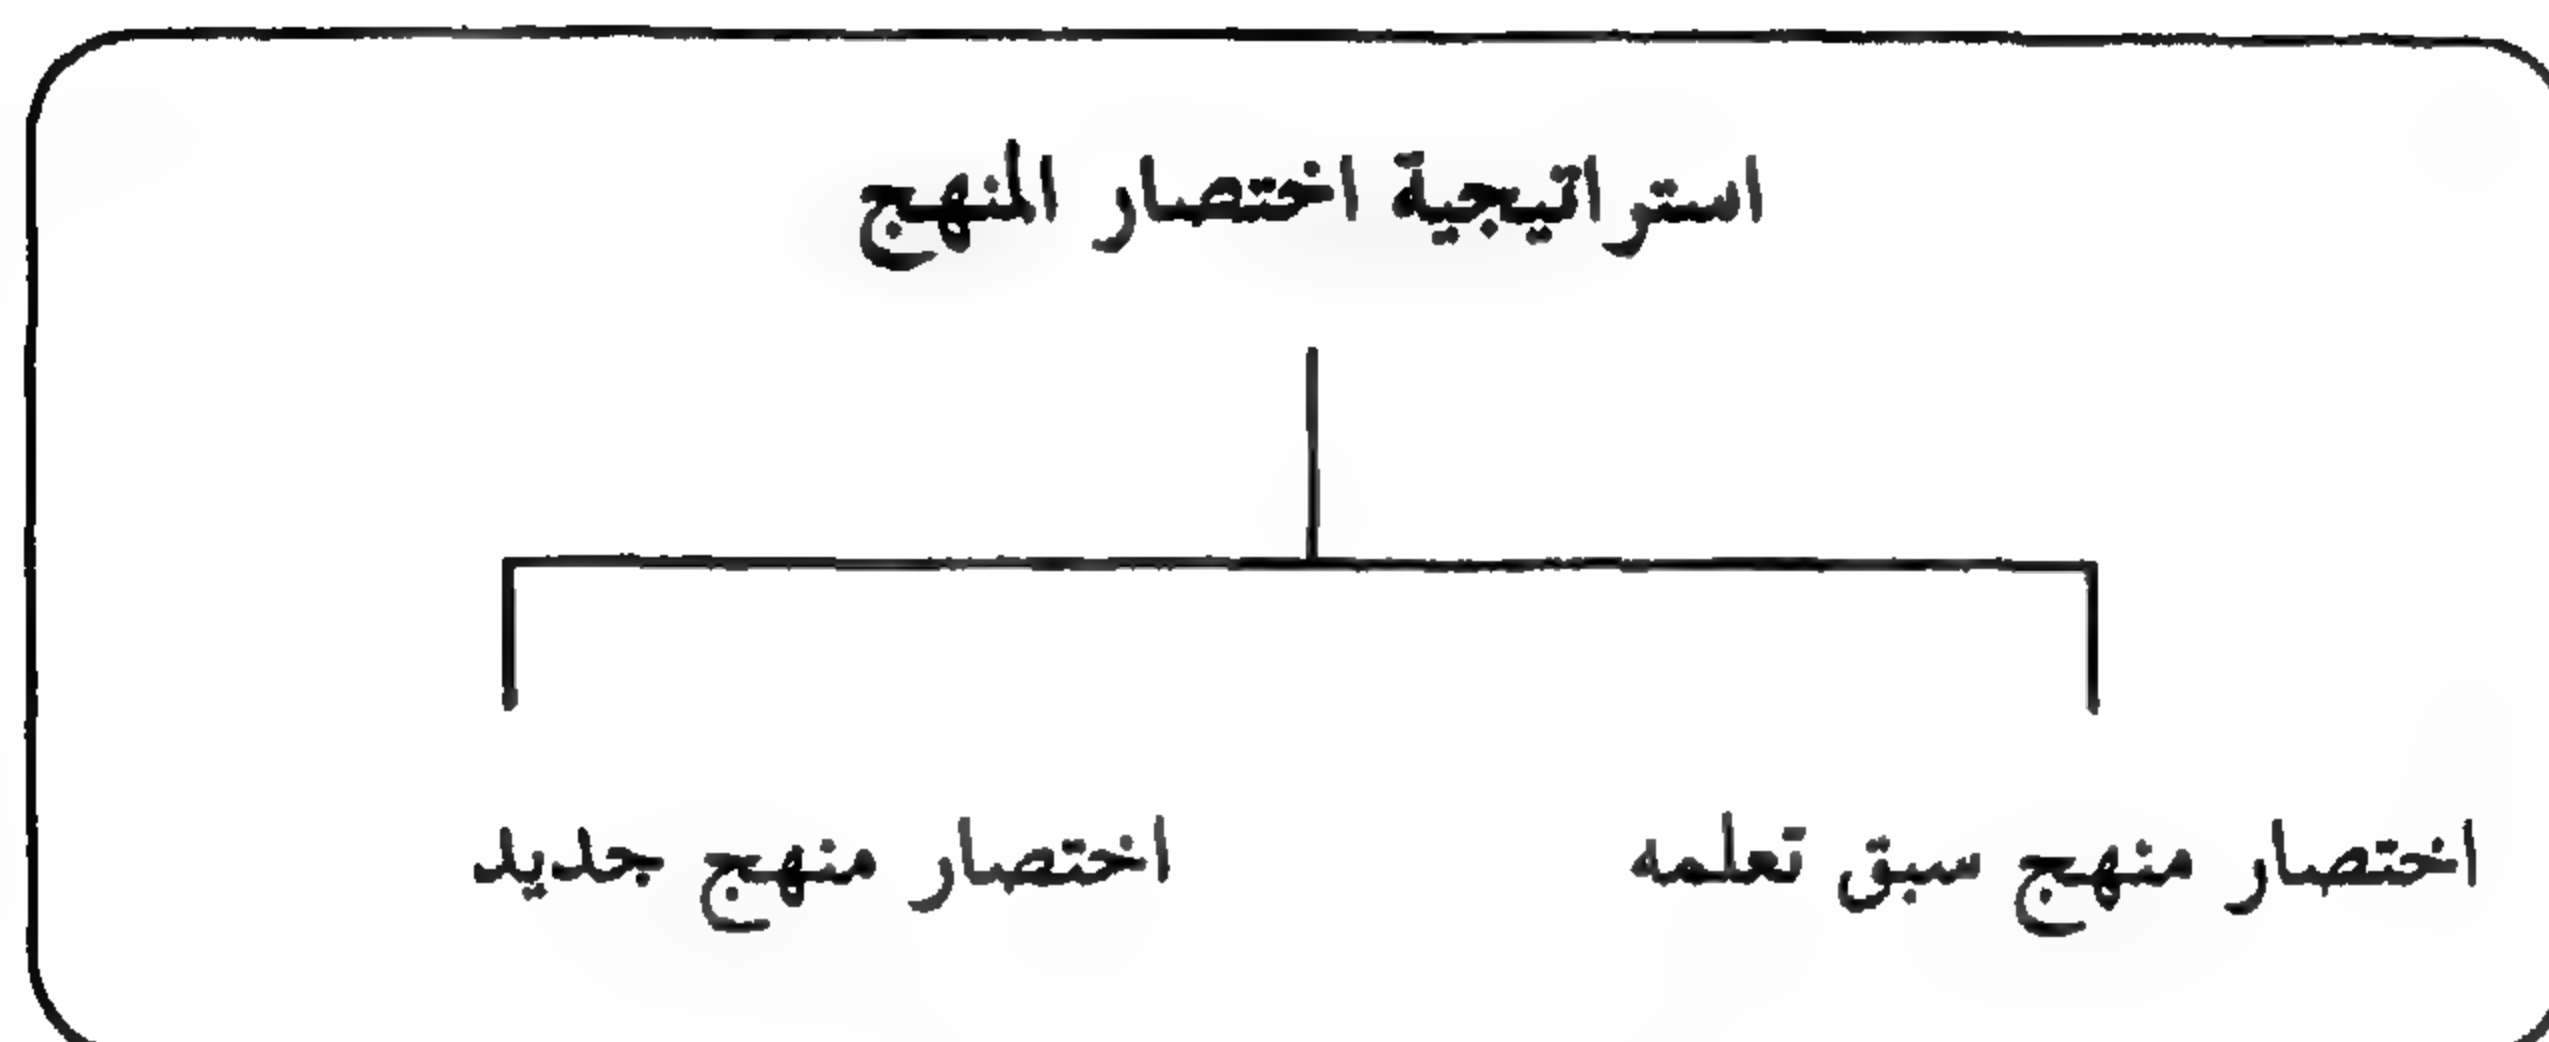 استراتيجية اختصار المنهج
اختصار منهج سبق تعلمه
اختصار منهج جديد